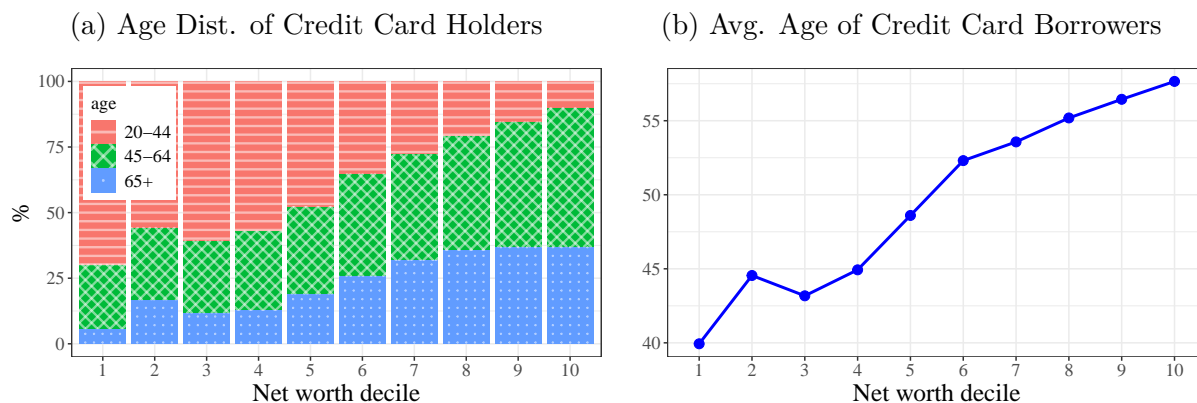 (a) Age Dist. of Credit Card Holders
100
75
50
25
0
%
age
20–44
45–64
65+
1 2 3 4 5 6 7 8 9 10
Net worth decile
(b) Avg. Age of Credit Card Borrowers
55
50
45
40
1 2 3 4 5 6 7 8 9 10
Net worth decile